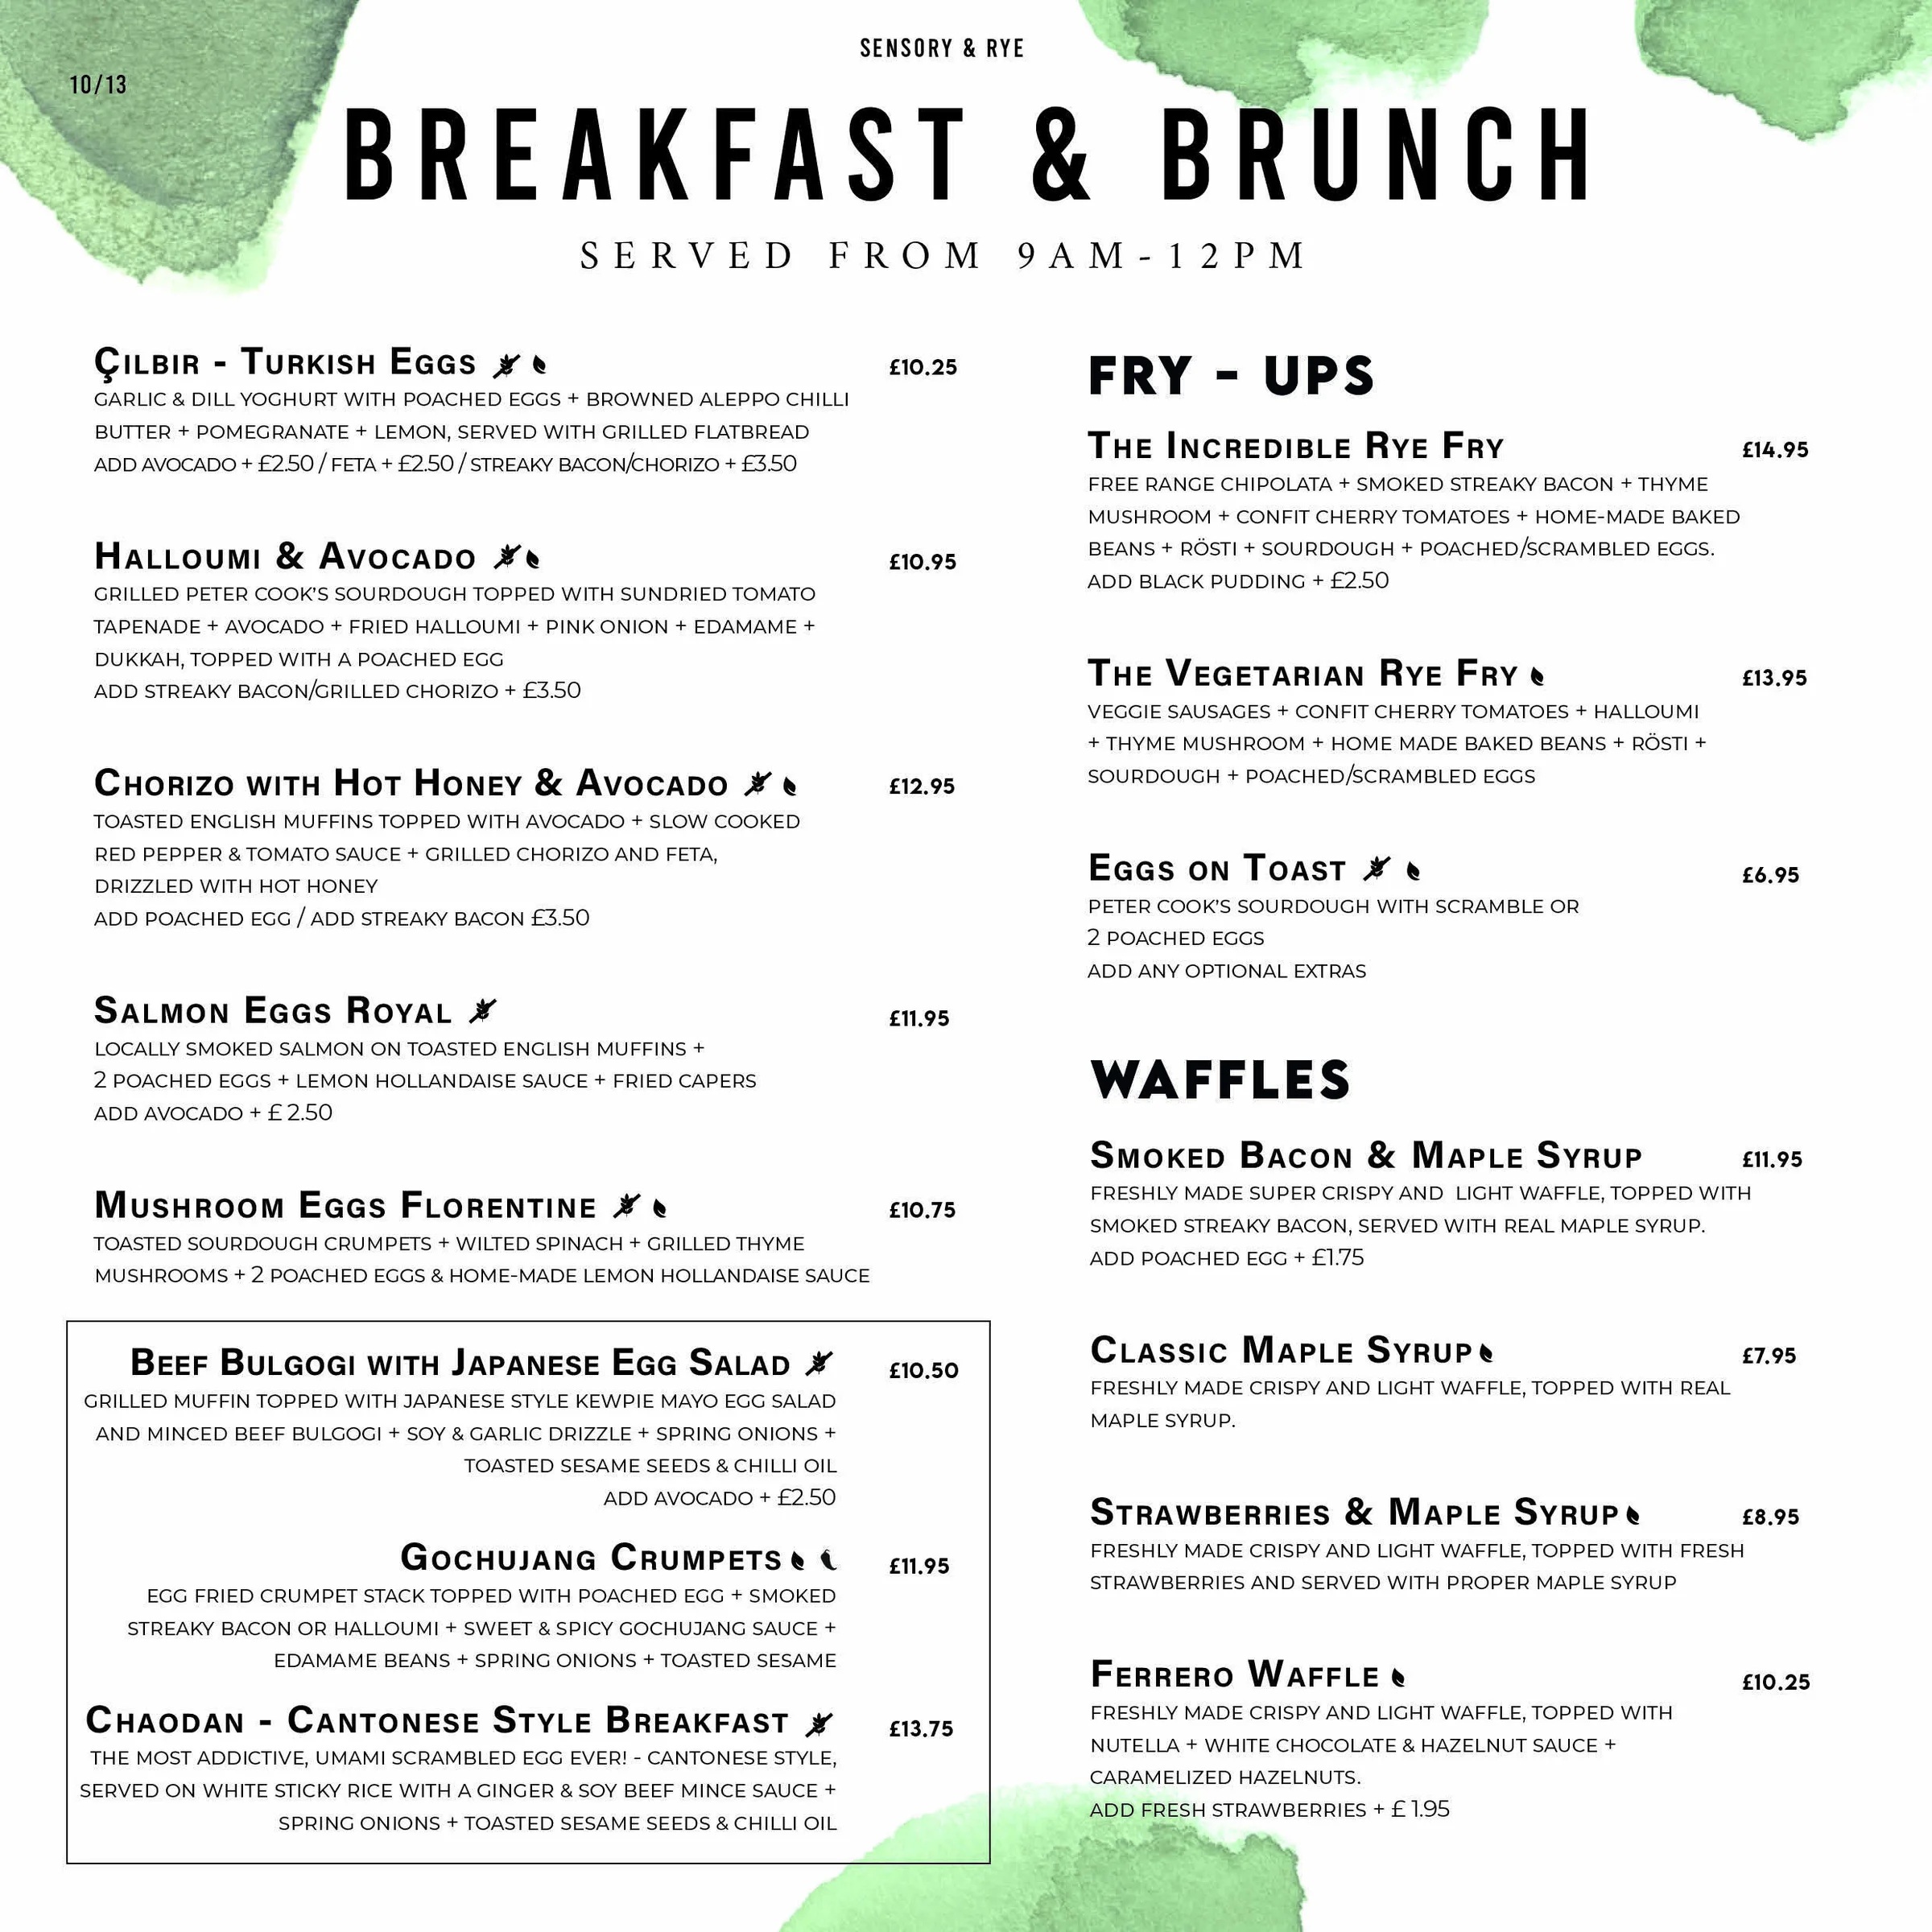 SENSORY & RYE
10/13
BREAKFAST & BRUNCH
SERVED FROM 9AM-12PM
ÇILBIR - TURKISH EGGS £10.25
GARLIC & DILL YOGHURT WITH POACHED EGGS + BROWNED ALEPPO CHILLI
BUTTER + POMEGRANATE + LEMON, SERVED WITH GRILLED FLATBREAD
ADD AVOCADO + £2.50 / FETA + £2.50 / STREAKY BACON/CHORIZO + £3.50
HALLOUMI & AVOCADO £10.95
GRILLED PETER COOK'S SOURDOUGH TOPPED WITH SUNDRIED TOMATO
TAPENADE + AVOCADO + FRIED HALLOUMI + PINK ONION + EDAMAME +
DUKKAH, TOPPED WITH A POACHED EGG
ADD STREAKY BACON/GRILLED CHORIZO + £3.50
CHORIZO WITH HOT HONEY & AVOCADO £12.95
TOASTED ENGLISH MUFFINS TOPPED WITH AVOCADO + SLOW COOKED
RED PEPPER & TOMATO SAUCE + GRILLED CHORIZO AND FETA,
DRIZZLED WITH HOT HONEY
ADD POACHED EGG / ADD STREAKY BACON £3.50
SALMON EGGS ROYAL £11.95
LOCALLY SMOKED SALMON ON TOASTED ENGLISH MUFFINS +
2 POACHED EGGS + LEMON HOLLANDAISE SAUCE + FRIED CAPERS
ADD AVOCADO + £ 2.50
MUSHROOM EGGS FLORENTINE £10.75
TOASTED SOURDOUGH CRUMPETS + WILTED SPINACH + GRILLED THYME
MUSHROOMS + 2 POACHED EGGS & HOME-MADE LEMON HOLLANDAISE SAUCE
BEEF BULGOGI WITH JAPANESE EGG SALAD £10.50
GRILLED MUFFIN TOPPED WITH JAPANESE STYLE KEWPIE MAYO EGG SALAD
AND MINCED BEEF BULGOGI + SOY & GARLIC DRIZZLE + SPRING ONIONS +
TOASTED SESAME SEEDS & CHILLI OIL
ADD AVOCADO + £2.50
GOCHUJANG CRUMPETS £11.95
EGG FRIED CRUMPET STACK TOPPED WITH POACHED EGG + SMOKED
STREAKY BACON OR HALLOUMI + SWEET & SPICY GOCHUJANG SAUCE +
EDAMAME BEANS + SPRING ONIONS + TOASTED SESAME
CHAODAN - CANTONESE STYLE BREAKFAST £13.75
THE MOST ADDICTIVE, UMAMI SCRAMBLED EGG EVER! - CANTONESE STYLE,
SERVED ON WHITE STICKY RICE WITH A GINGER & SOY BEEF MINCE SAUCE +
SPRING ONIONS + TOASTED SESAME SEEDS & CHILLI OIL
FRY - UPS
THE INCREDIBLE RYE FRY £14.95
FREE RANGE CHIPOLATA + SMOKED STREAKY BACON + THYME
MUSHROOM + CONFIT CHERRY TOMATOES + HOME-MADE BAKED
BEANS + RÖSTI + SOURDOUGH + POACHED/SCRAMBLED EGGS.
ADD BLACK PUDDING + £2.50
THE VEGETARIAN RYE FRY £13.95
VEGGIE SAUSAGES + CONFIT CHERRY TOMATOES + HALLOUMI
+ THYME MUSHROOM + HOME MADE BAKED BEANS + RÖSTI +
SOURDOUGH + POACHED/SCRAMBLED EGGS
EGGS ON TOAST £6.95
PETER COOK'S SOURDOUGH WITH SCRAMBLE OR
2 POACHED EGGS
ADD ANY OPTIONAL EXTRAS
WAFFLES
SMOKED BACON & MAPLE SYRUP £11.95
FRESHLY MADE SUPER CRISPY AND LIGHT WAFFLE, TOPPED WITH
SMOKED STREAKY BACON, SERVED WITH REAL MAPLE SYRUP.
ADD POACHED EGG + £1.75
CLASSIC MAPLE SYRUP £7.95
FRESHLY MADE CRISPY AND LIGHT WAFFLE, TOPPED WITH REAL
MAPLE SYRUP.
STRAWBERRIES & MAPLE SYRUP £8.95
FRESHLY MADE CRISPY AND LIGHT WAFFLE, TOPPED WITH FRESH
STRAWBERRIES AND SERVED WITH PROPER MAPLE SYRUP
FERRERO WAFFLE £10.25
FRESHLY MADE CRISPY AND LIGHT WAFFLE, TOPPED WITH
NUTELLA + WHITE CHOCOLATE & HAZELNUT SAUCE +
CARAMELIZED HAZELNUTS.
ADD FRESH STRAWBERRIES + £ 1.95